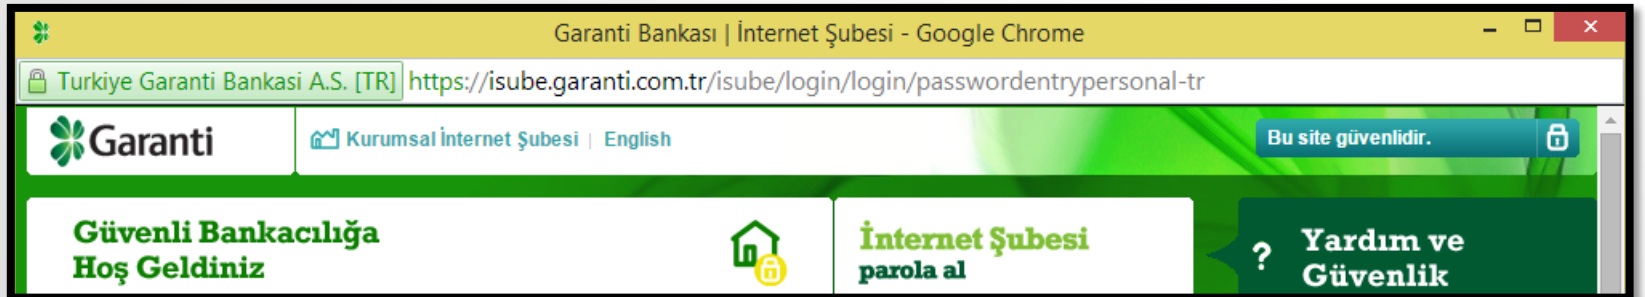 Garanti Bankası | İnternet Şubesi - Google Chrome
Turkiye Garanti Bankasi A.S. [TR] https://isube.garanti.com.tr/isube/login/login/passwordentrypersonal-tr
Garanti Kurumsal İnternet Şubesi | English Bu site güvenlidir.
Güvenli Bankacılığa
Hoş Geldiniz
İnternet Şubesi
parola al
? Yardım ve
Güvenlik